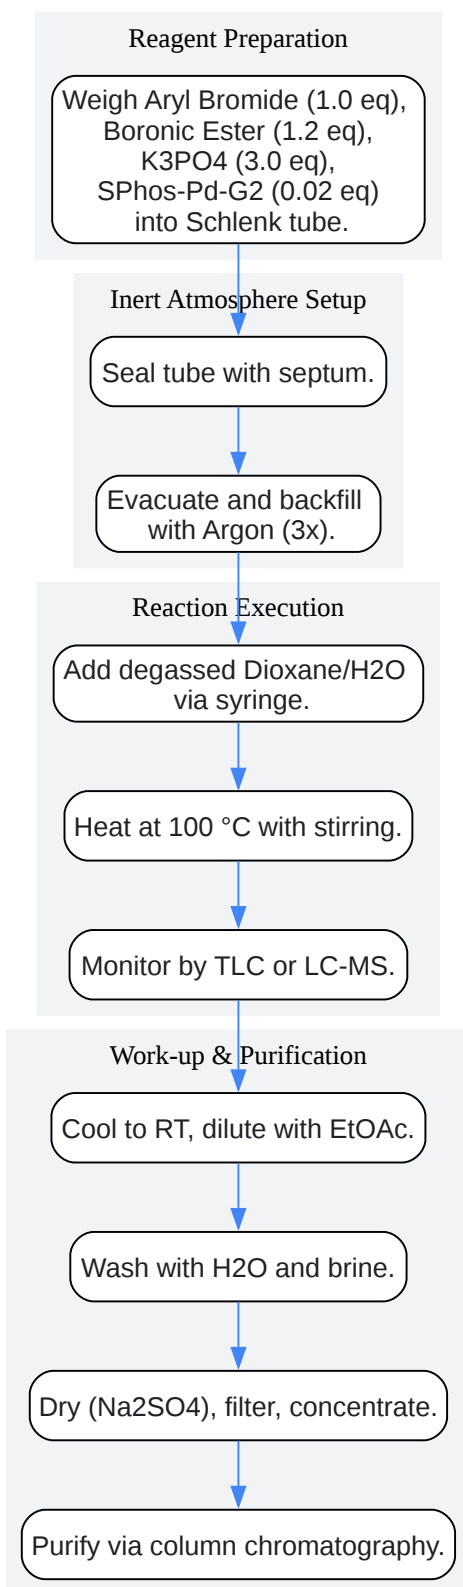 Reagent Preparation
Weigh Aryl Bromide (1.0 eq),
Boronic Ester (1.2 eq),
K3PO4 (3.0 eq),
SPhos-Pd-G2 (0.02 eq)
into Schlenk tube.
Inert Atmosphere Setup
Seal tube with septum.
Evacuate and backfill
with Argon (3x).
Reaction Execution
Add degassed Dioxane/H2O
via syringe.
Heat at 100 °C with stirring.
Monitor by TLC or LC-MS.
Work-up & Purification
Cool to RT, dilute with EtOAc.
Wash with H2O and brine.
Dry (Na2SO4), filter, concentrate.
Purify via column chromatography.